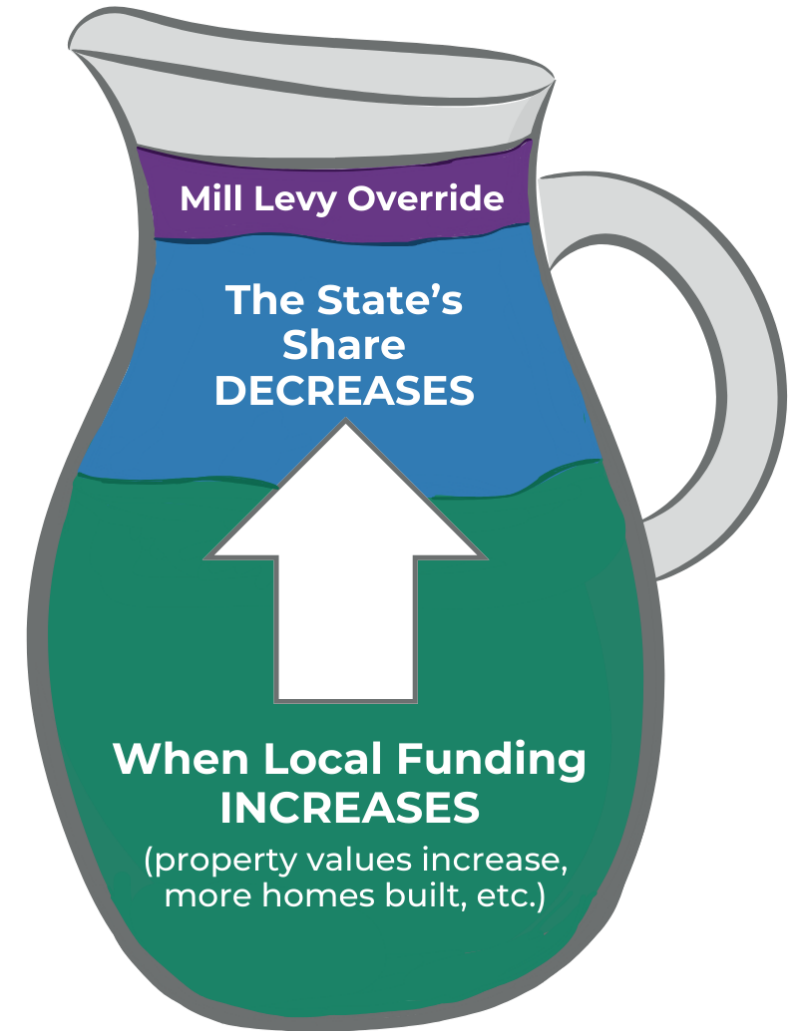 Mill Levy Override
The State’s
Share
DECREASES
When Local Funding
INCREASES
(property values increase,
more homes built, etc.)